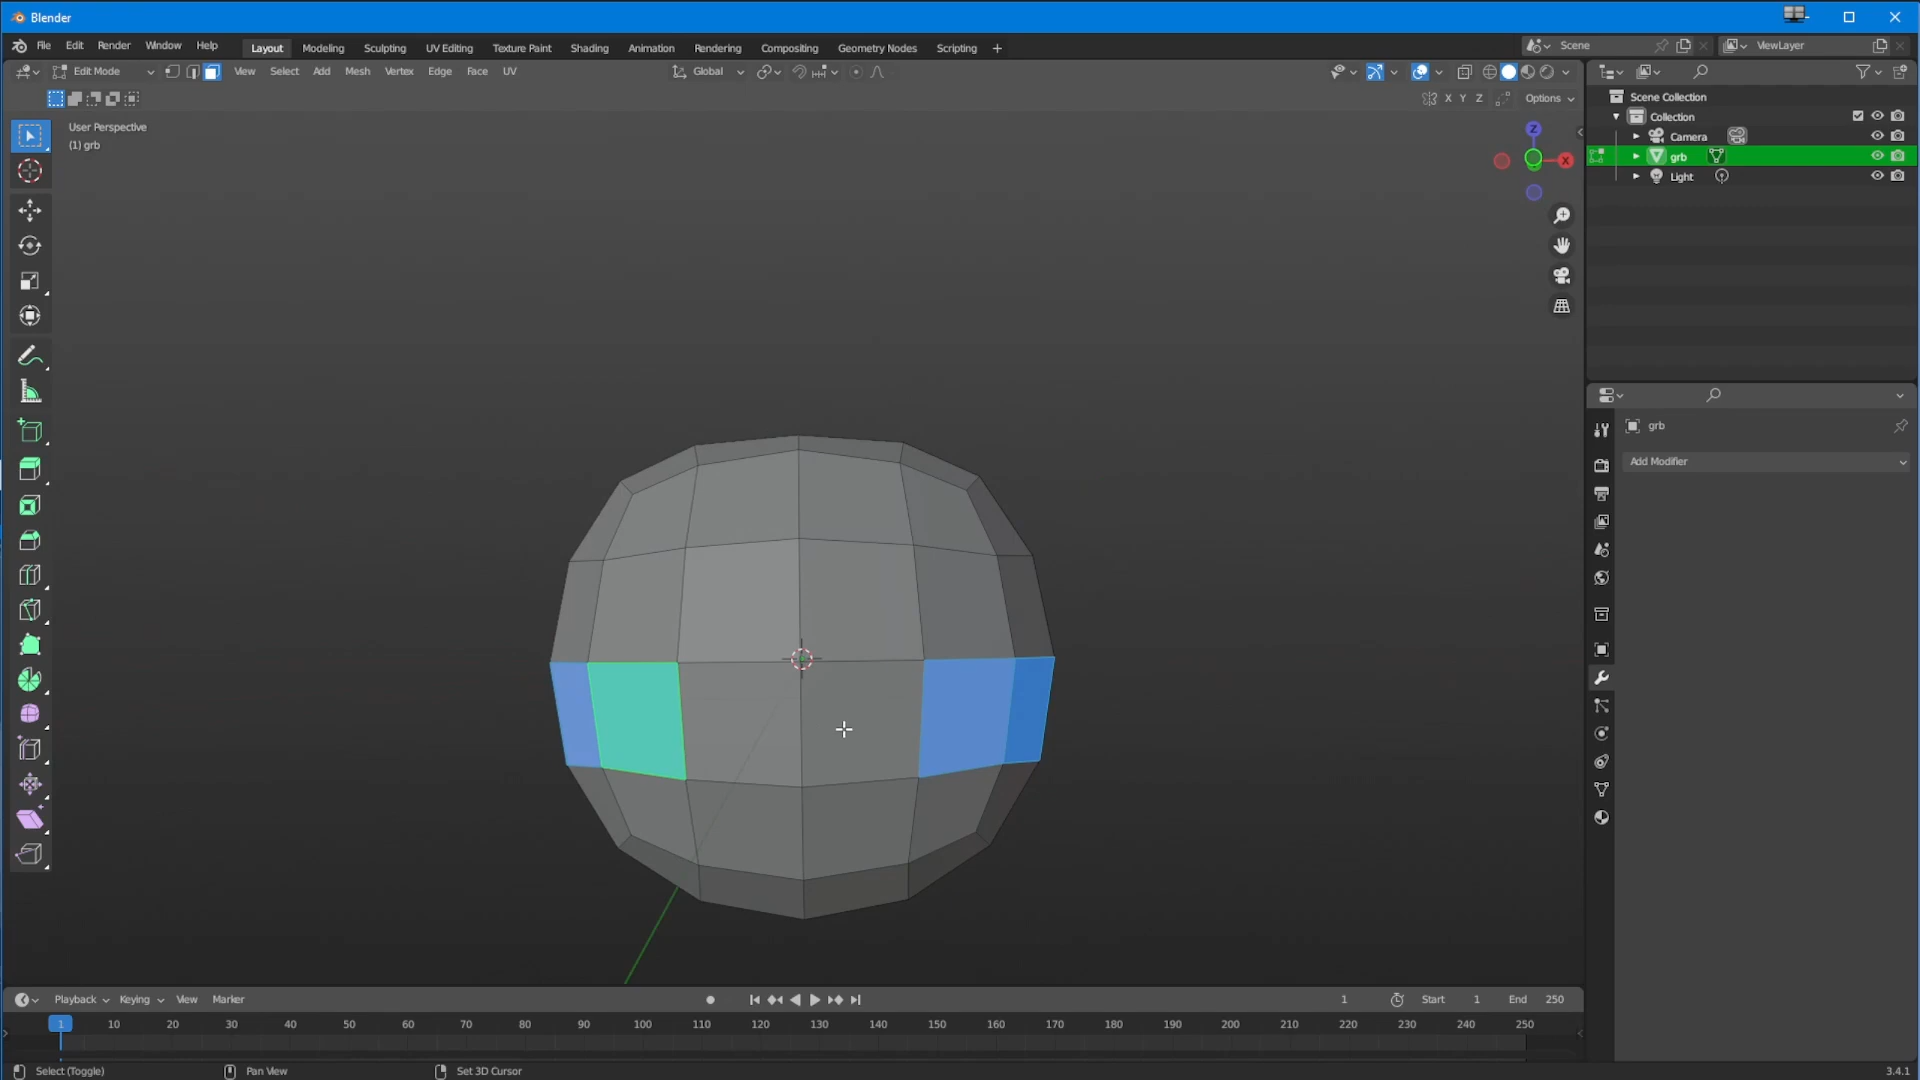 Blender
File Edit Render Window Help Layout Modeling Sculpting UV Editing Texture Paint Shading Animation Rendering Compositing Geometry Nodes Scripting + Scene ViewLayer
Edit Mode View Select Add Mesh Vertex Edge Face UV Global
X Y Z Options
User Perspective
(1) grb
Z
X
Scene Collection
Collection
Camera
grb
Light
grb
Add Modifier
Playback Keying View Marker 1 Start 1 End 250
1 10 20 30 40 50 60 70 80 90 100 110 120 130 140 150 160 170 180 190 200 210 220 230 240 250
Select (Toggle) Pan View Set 3D Cursor 3.4.1